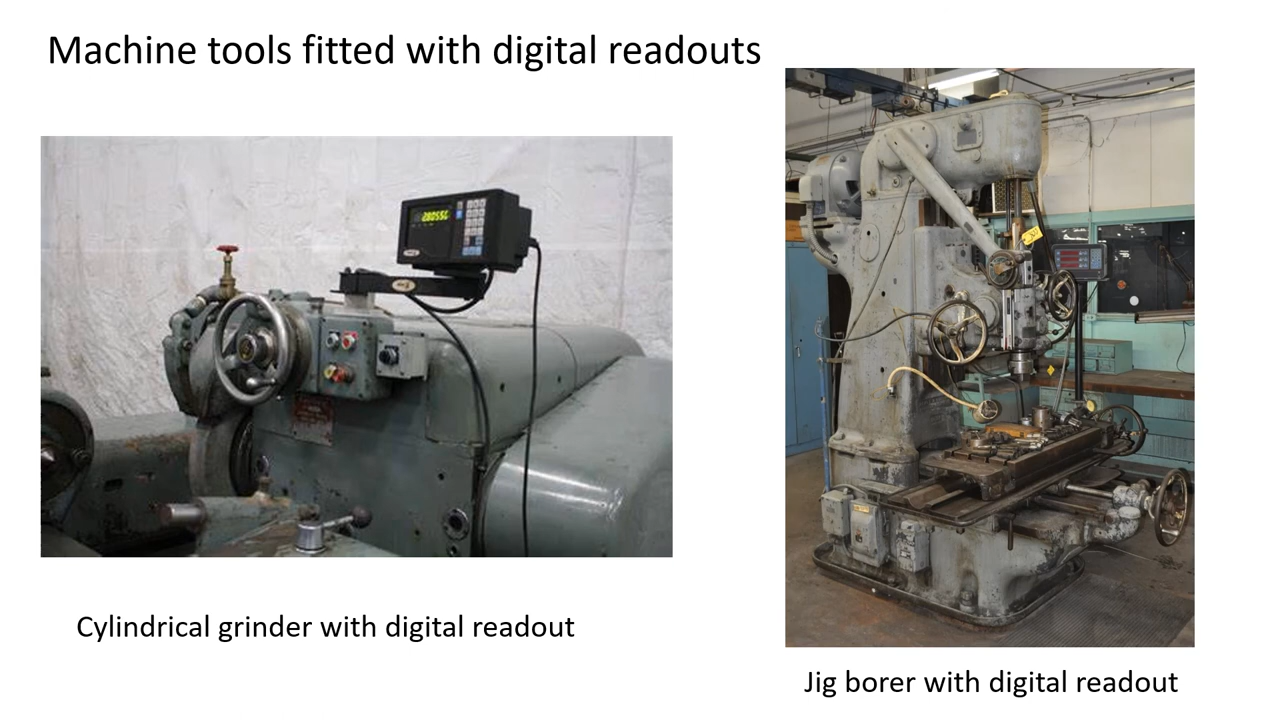 Machine tools fitted with digital readouts
Cylindrical grinder with digital readout
Jig borer with digital readout